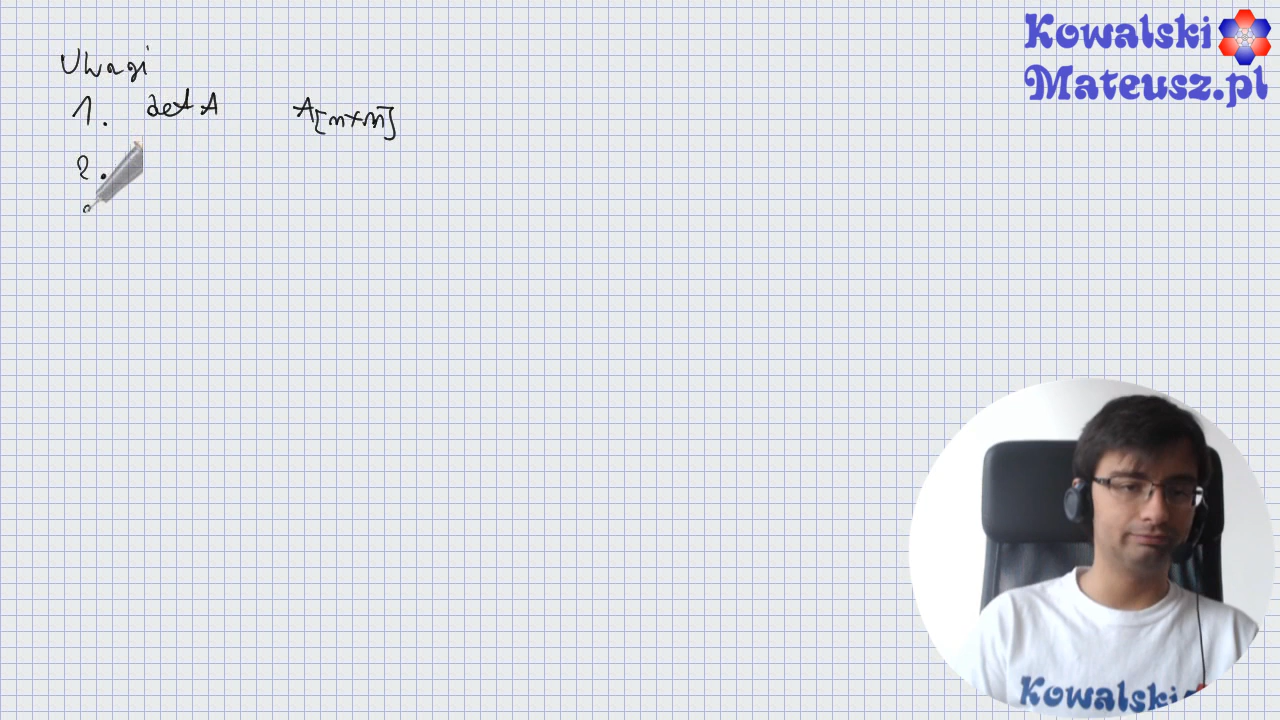 Uwagi
1. det A A[n×n]
2.
Kowalski
Mateusz.pl
Kowalski